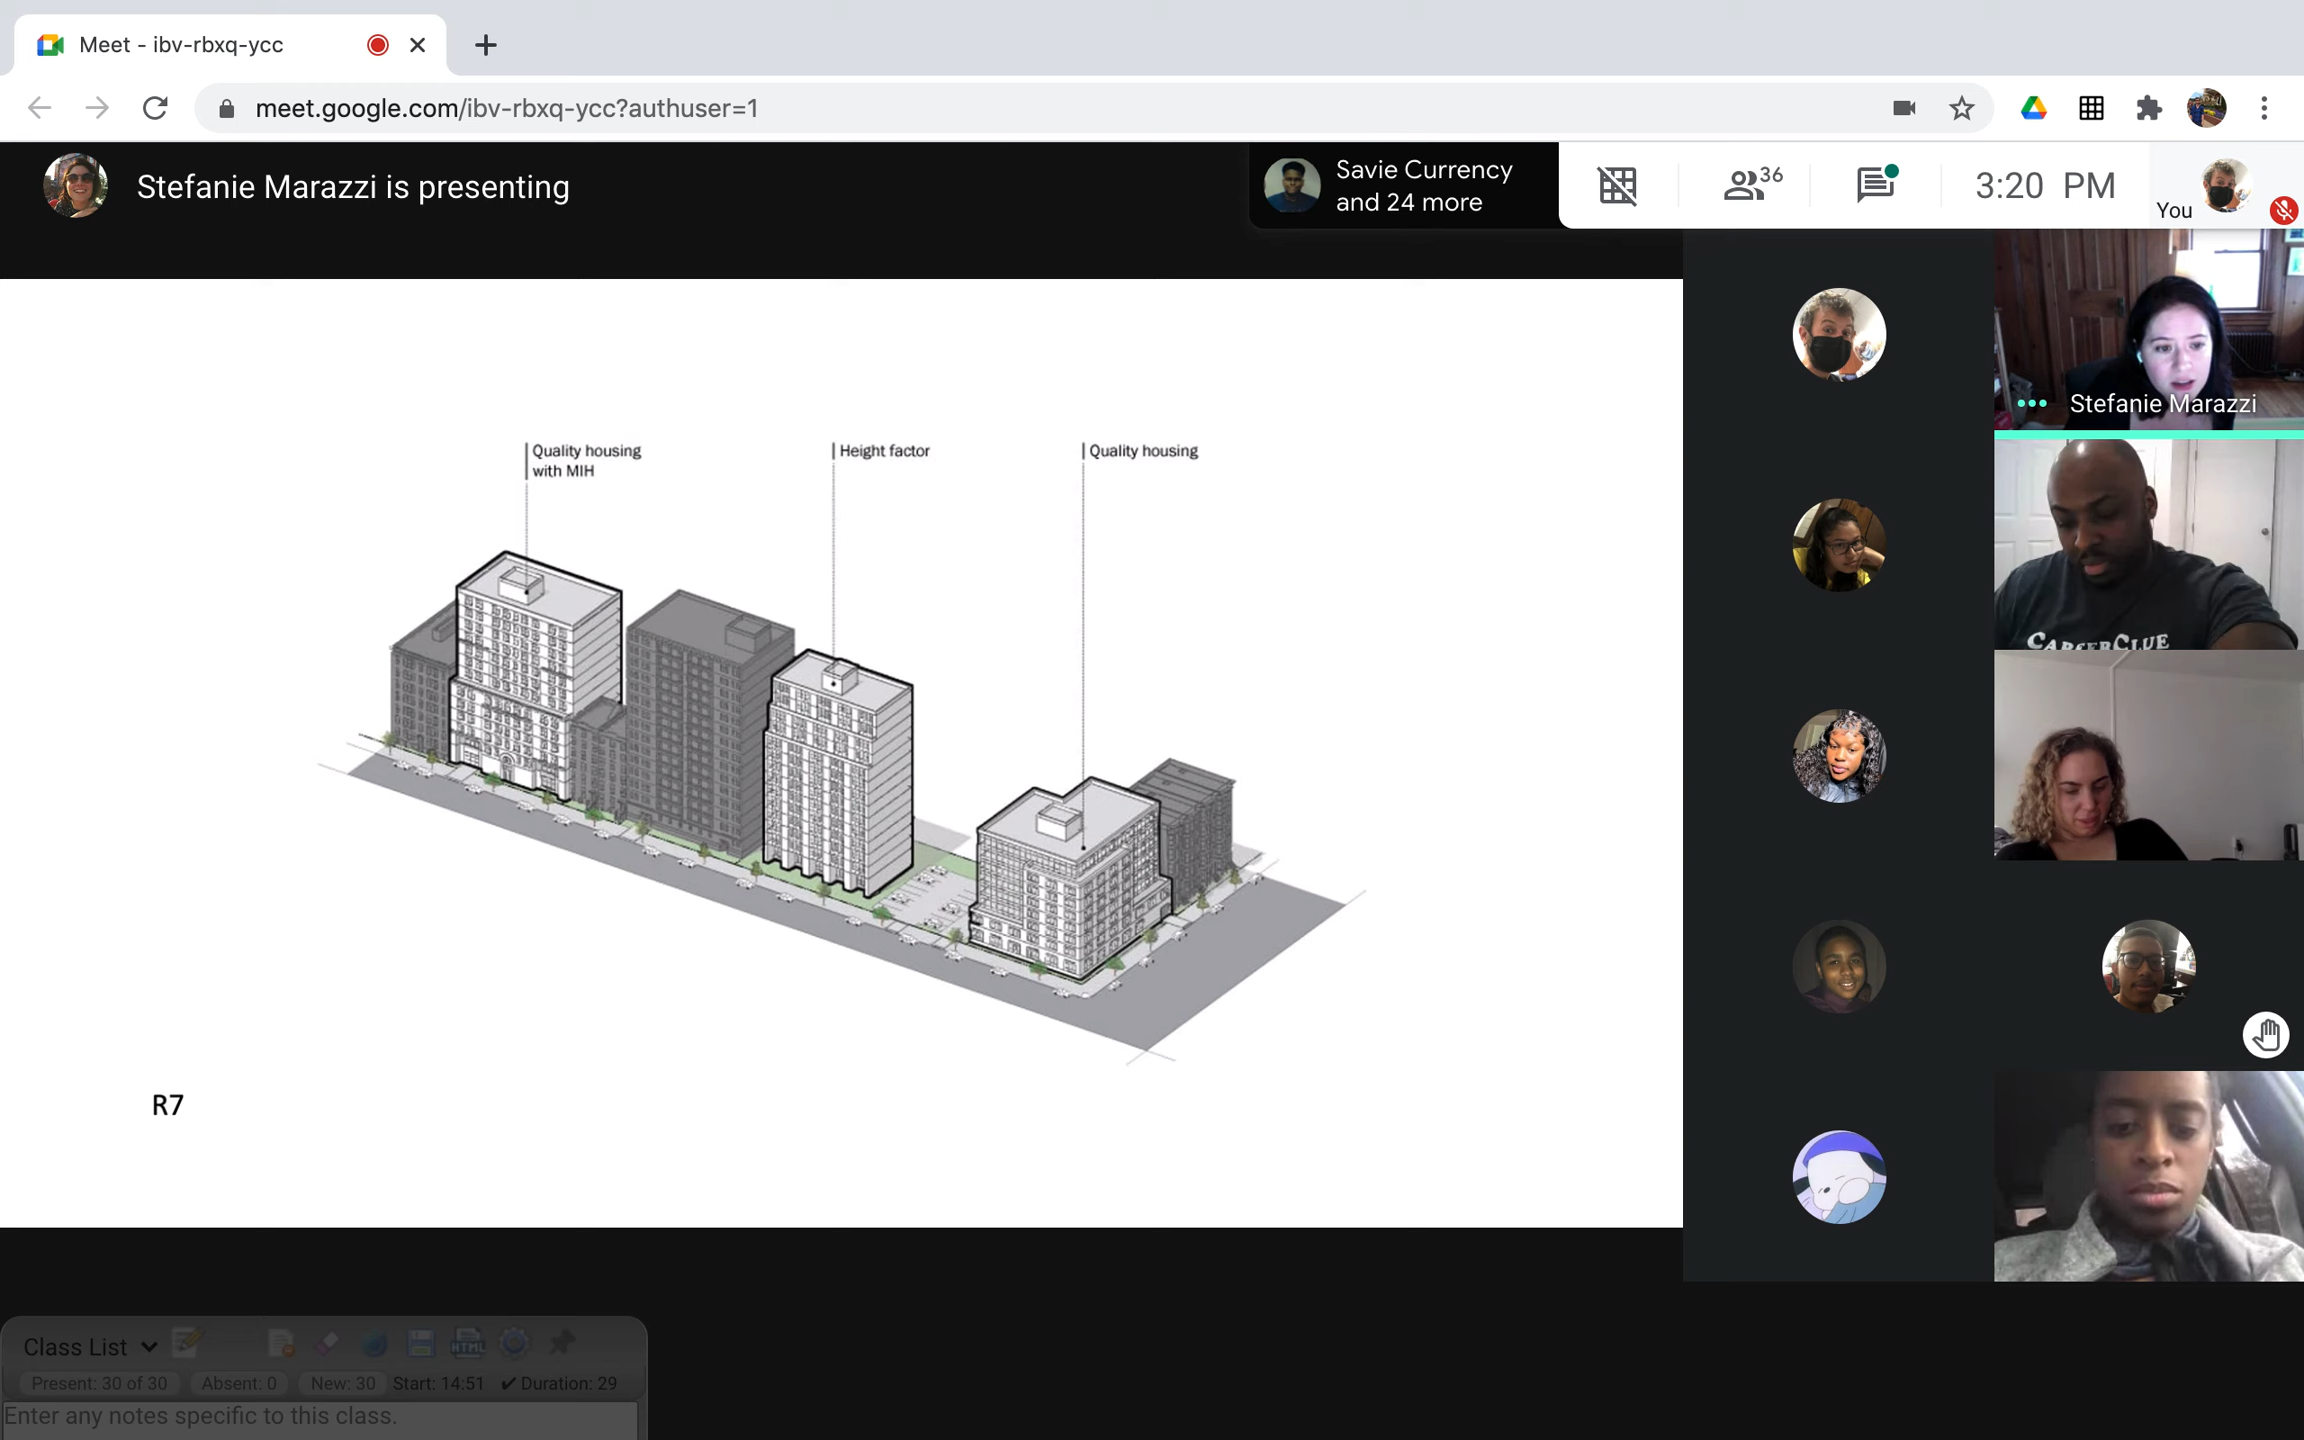 Meet - ibv-rbxq-ycc
meet.google.com/ibv-rbxq-ycc?authuser=1
Stefanie Marazzi is presenting
Savie Currency
and 24 more
36
3:20 PM
You
Stefanie Marazzi
CAREERCLUE
Quality housing
with MIH
Height factor
Quality housing
R7
Class List
HTML
Present: 30 of 30
Absent: 0
New: 30
Start: 14:51
✔ Duration: 29
Enter any notes specific to this class.